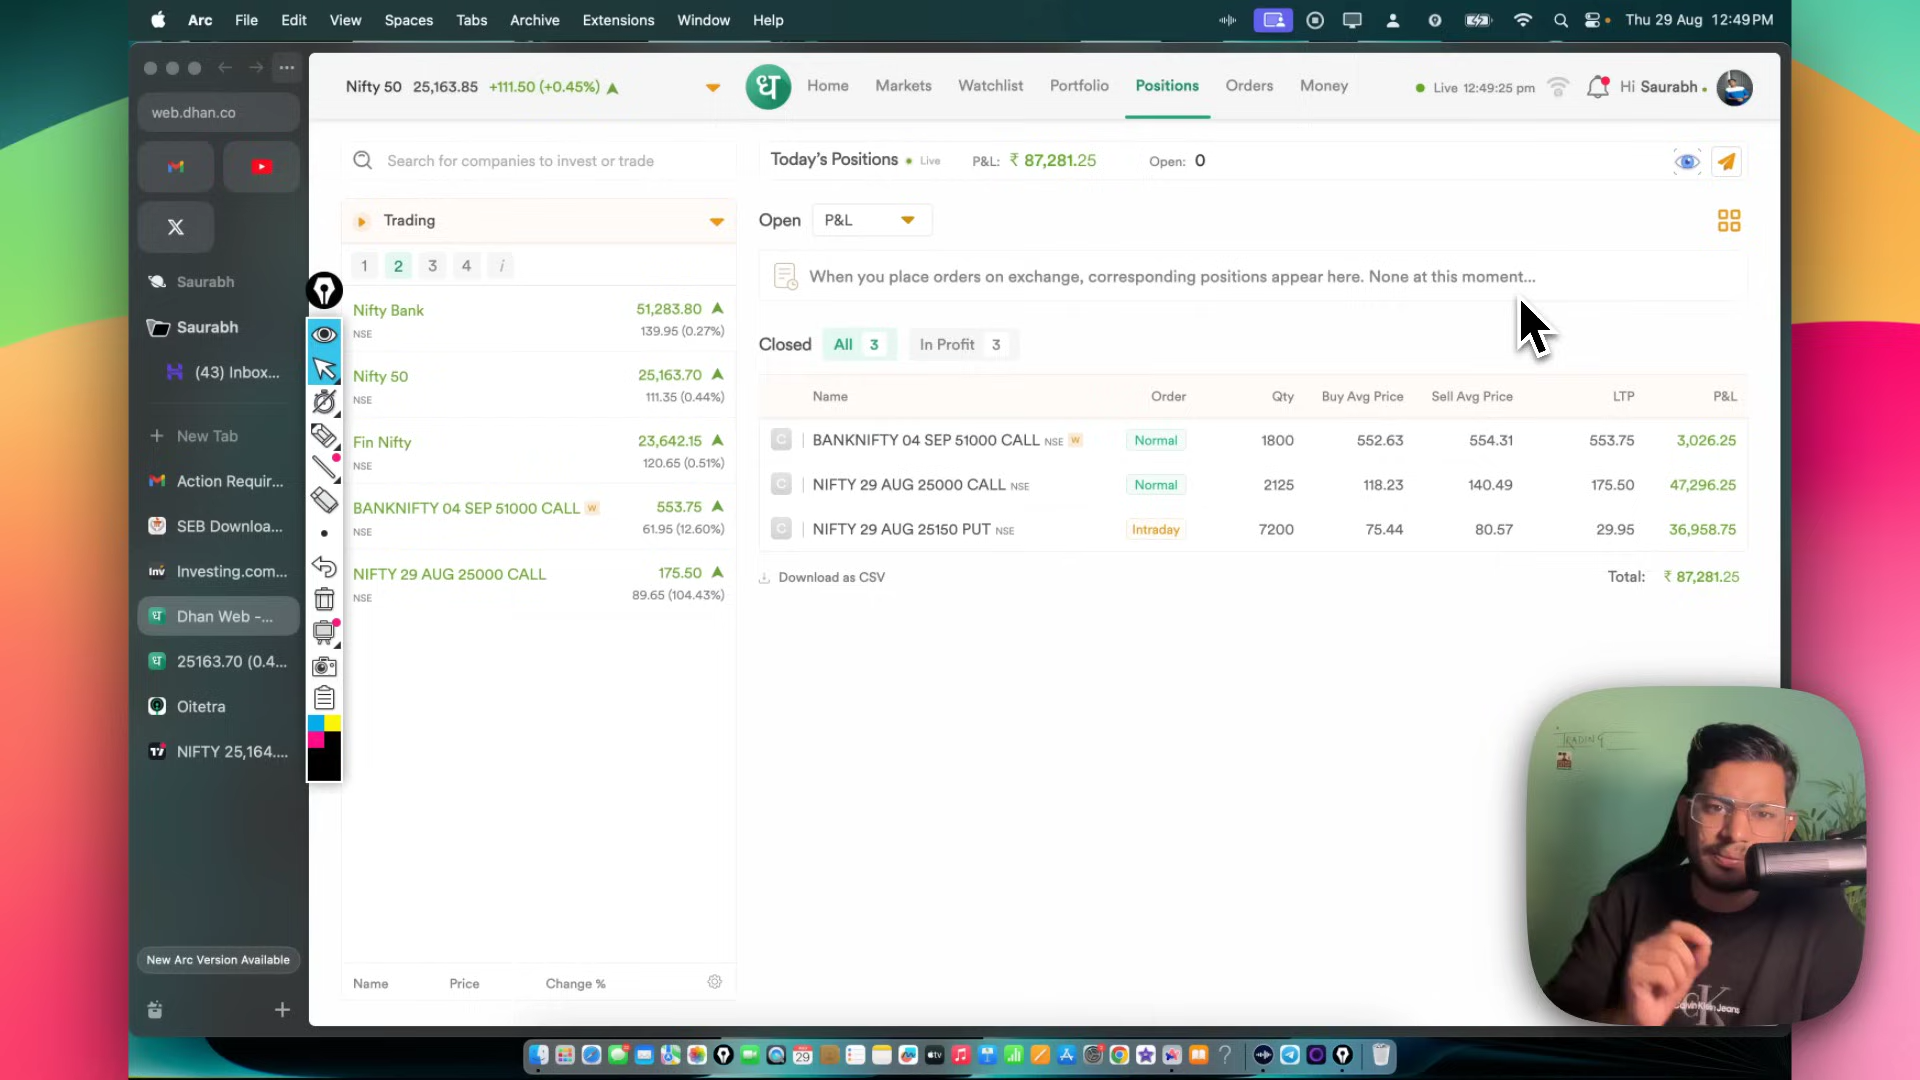 Arc File Edit View Spaces Tabs Archive Extensions Window Help Thu 29 Aug 12:49 PM
web.dhan.co
Saurabh
Saurabh
(43) Inbox...
New Tab
Action Requir...
SEB Downloa...
Inv Investing.com...
Dhan Web -...
25163.70 (0.4...
Oitetra
NIFTY 25,164....
New Arc Version Available
Nifty 50 25,163.85 +111.50 (+0.45%)
ध Home Markets Watchlist Portfolio Positions Orders Money
Live 12:49:25 pm Hi Saurabh
Search for companies to invest or trade
Trading
1 2 3 4 i
Nifty Bank 51,283.80
NSE 139.95 (0.27%)
Nifty 50 25,163.70
NSE 111.35 (0.44%)
Fin Nifty 23,642.15
NSE 120.65 (0.51%)
BANKNIFTY 04 SEP 51000 CALL W 553.75
NSE 61.95 (12.60%)
NIFTY 29 AUG 25000 CALL 175.50
NSE 89.65 (104.43%)
Name Price Change %
Today's Positions Live P&L: ₹ 87,281.25 Open: 0
Open P&L
When you place orders on exchange, corresponding positions appear here. None at this moment...
Closed All 3 In Profit 3
Name Order Qty Buy Avg Price Sell Avg Price LTP P&L
C BANKNIFTY 04 SEP 51000 CALL NSE W Normal 1800 552.63 554.31 553.75 3,026.25
C NIFTY 29 AUG 25000 CALL NSE Normal 2125 118.23 140.49 175.50 47,296.25
C NIFTY 29 AUG 25150 PUT NSE Intraday 7200 75.44 80.57 29.95 36,958.75
Download as CSV Total: ₹ 87,281.25
TRADING
CK
Calvin Klein Jeans
29